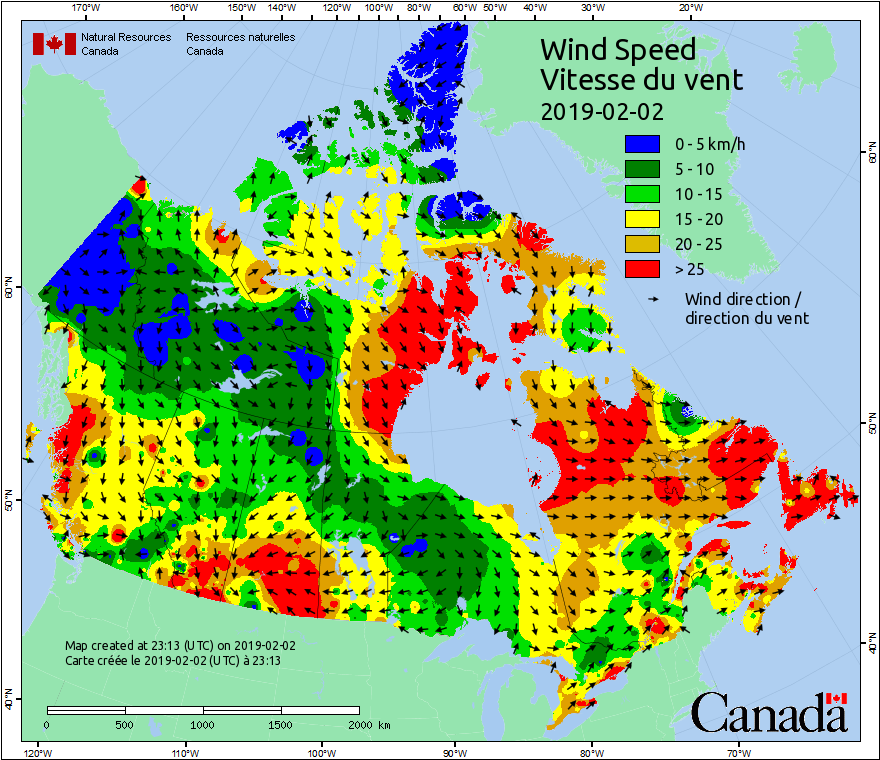 170°W 160°W 150°W 140°W 130°W 120°W 110°W 100°W 90°W 80°W 70°W 60°W 50°W 40°W 30°W 20°W
Natural Resources Canada
Ressources naturelles Canada
Wind Speed
Vitesse du vent
2019-02-02
0 - 5 km/h
5 - 10
10 - 15
15 - 20
20 - 25
> 25
Wind direction /
direction du vent
60°N
60°N
50°N
50°N
40°N
40°N
Map created at 23:13 (UTC) on 2019-02-02
Carte créée le 2019-02-02 (UTC) à 23:13
0 500 1000 1500 2000 km
Canada
120°W 110°W 100°W 90°W 80°W 70°W